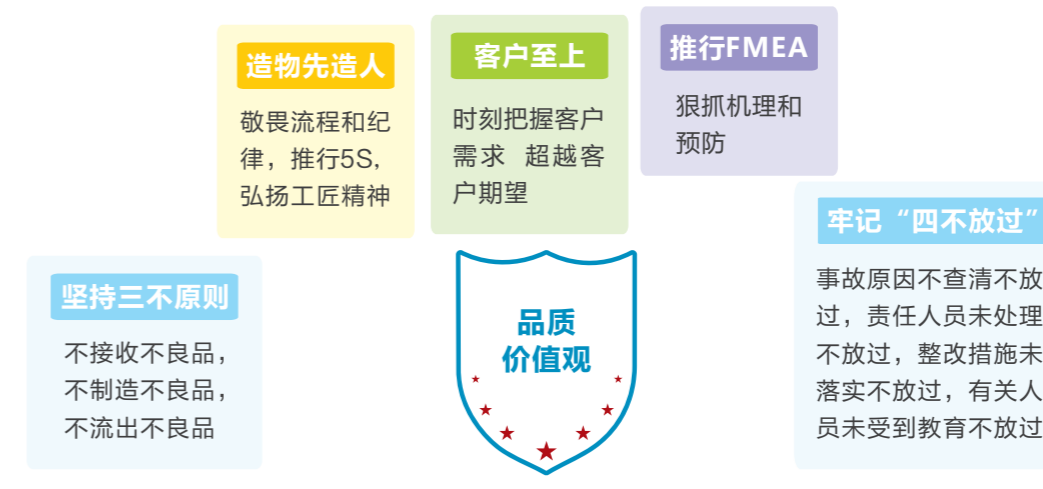 造物先造人
敬畏流程和纪
律，推行5S,
弘扬工匠精神
客户至上
时刻把握客户
需求 超越客
户期望
推行FMEA
狠抓机理和
预防
坚持三不原则
不接收不良品，
不制造不良品，
不流出不良品
品质
价值观
牢记“四不放过”
事故原因不查清不放
过，责任人员未处理
不放过，整改措施未
落实不放过，有关人
员未受到教育不放过